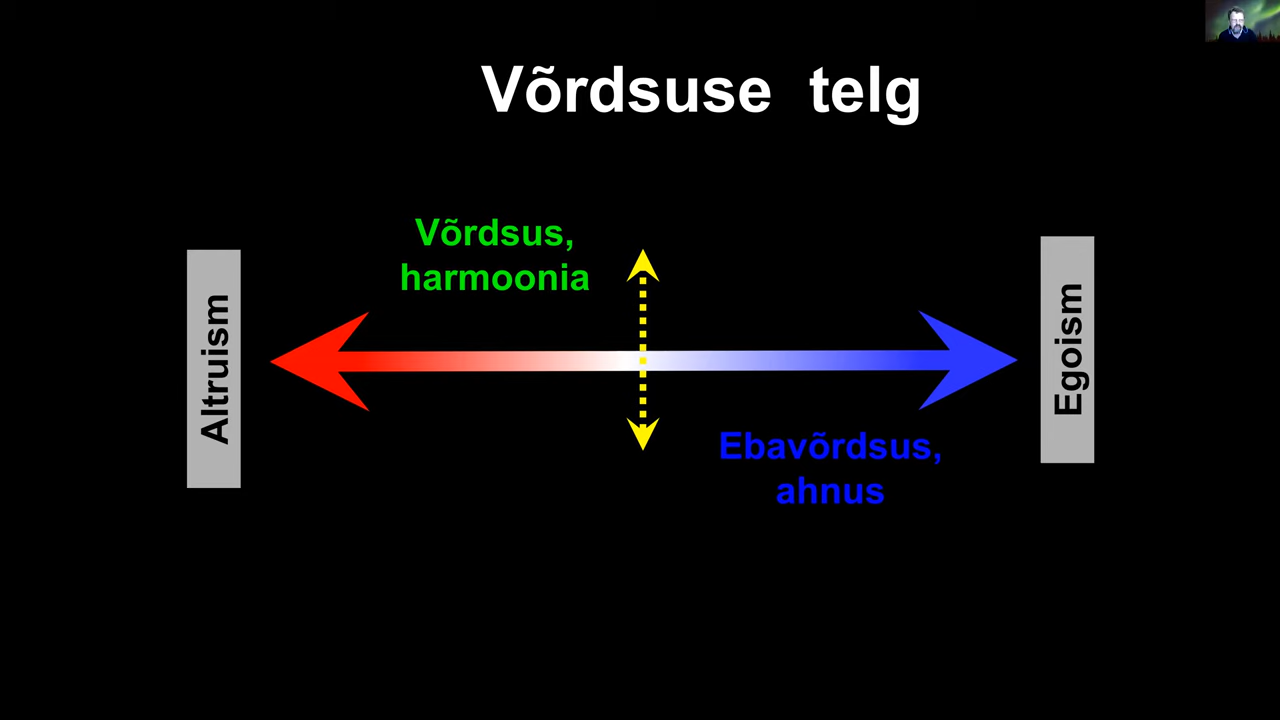 Võrdsuse telg
Võrdsus,
harmoonia
Altruism
Egoism
Ebavõrdsus,
ahnus